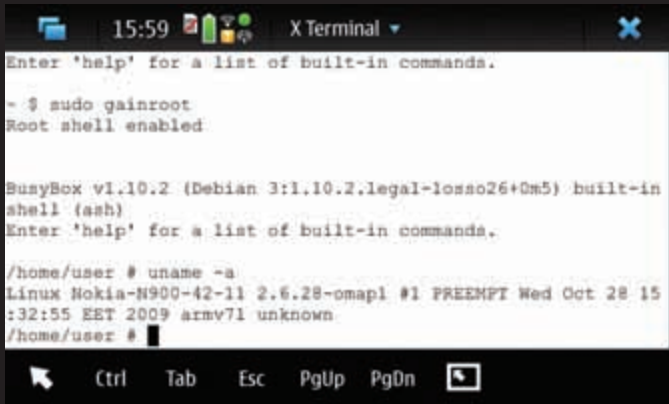 15:59 X Terminal
Enter 'help' for a list of built-in commands.
~ $ sudo gainroot
Root shell enabled
BusyBox v1.10.2 (Debian 3:1.10.2.legal-1osso26+0m5) built-in
shell (ash)
Enter 'help' for a list of built-in commands.
/home/user # uname -a
Linux Nokia-N900-42-11 2.6.28-omap1 #1 PREEMPT Wed Oct 28 15
:32:55 EET 2009 armv7l unknown
/home/user #
Ctrl Tab Esc PgUp PgDn